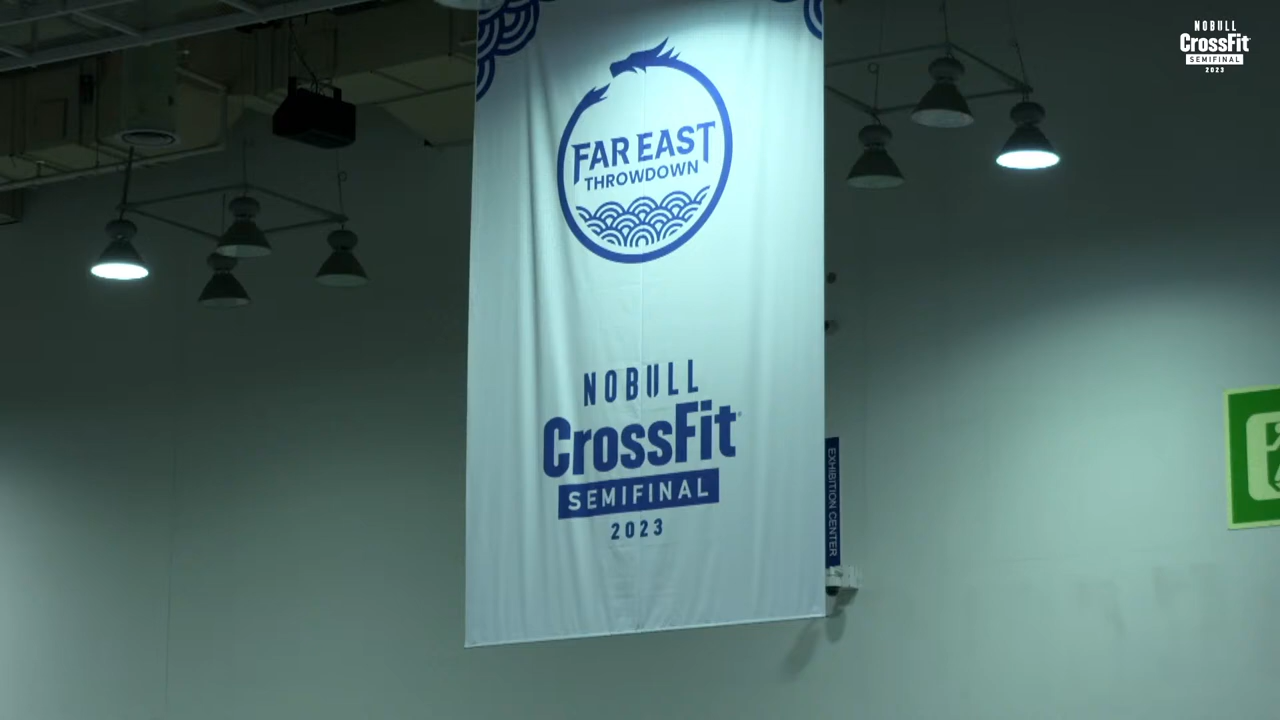 NOBULL
CrossFit
SEMIFINAL
2023
FAR EAST
THROWDOWN
NOBULL
CrossFit
SEMIFINAL
2023
EXHIBITION CENTER